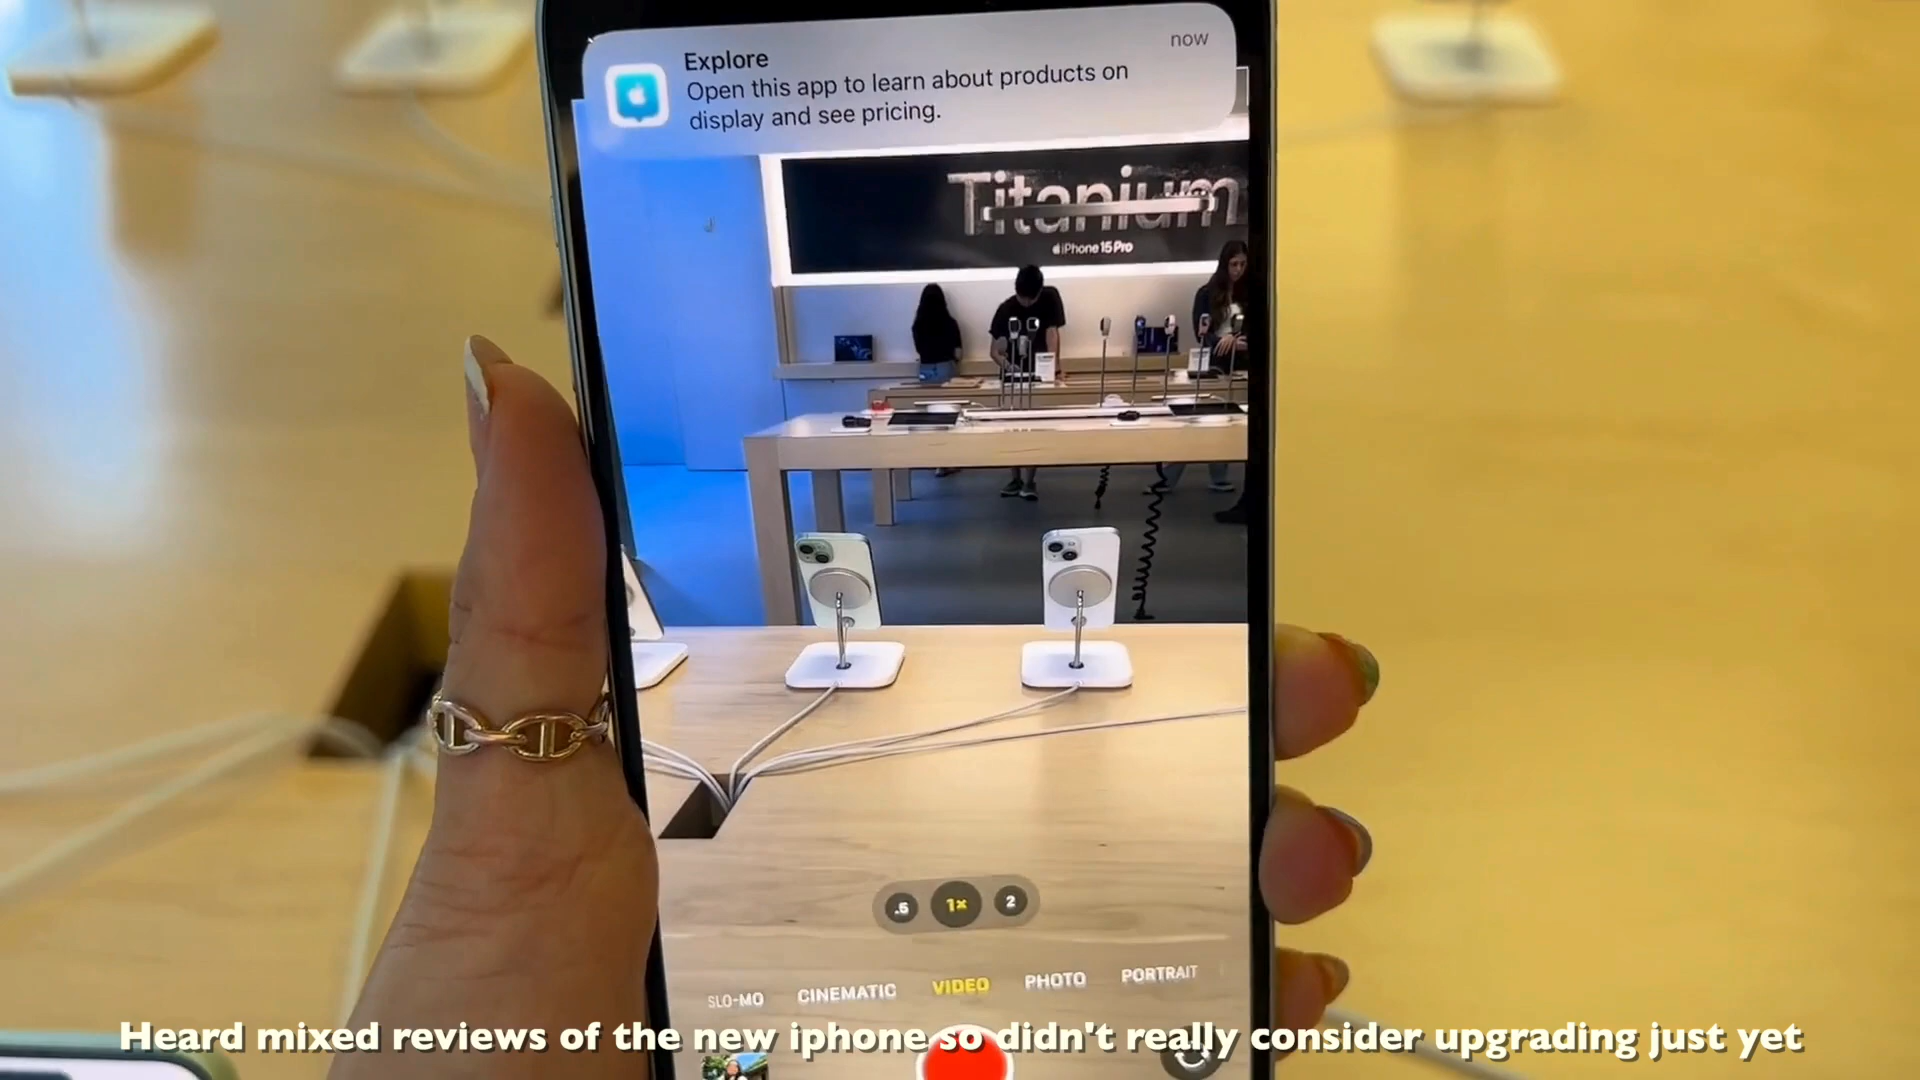 Explore
now
Open this app to learn about products on
display and see pricing.
Titanium
iPhone 15 Pro
.5
1×
2
SLO-MO
CINEMATIC
VIDEO
PHOTO
PORTRAIT
Heard mixed reviews of the new iphone so didn't really consider upgrading just yet